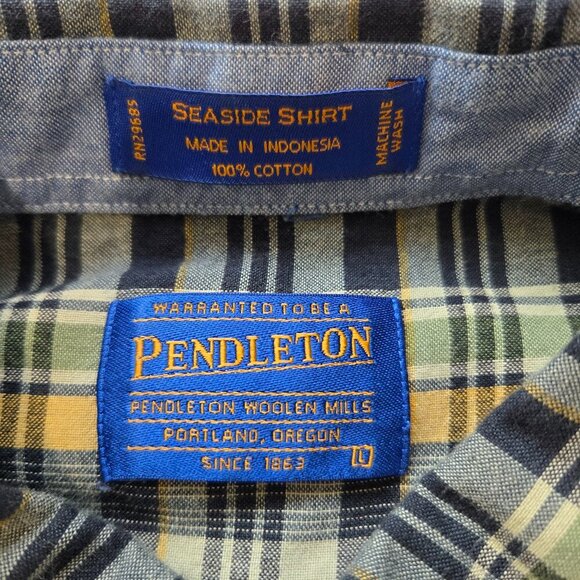 RN29685
SEASIDE SHIRT
MADE IN INDONESIA
100% COTTON
MACHINE
WASH
WARRANTED TO BE A
PENDLETON
PENDLETON WOOLEN MILLS
PORTLAND, OREGON
SINCE 1863
L